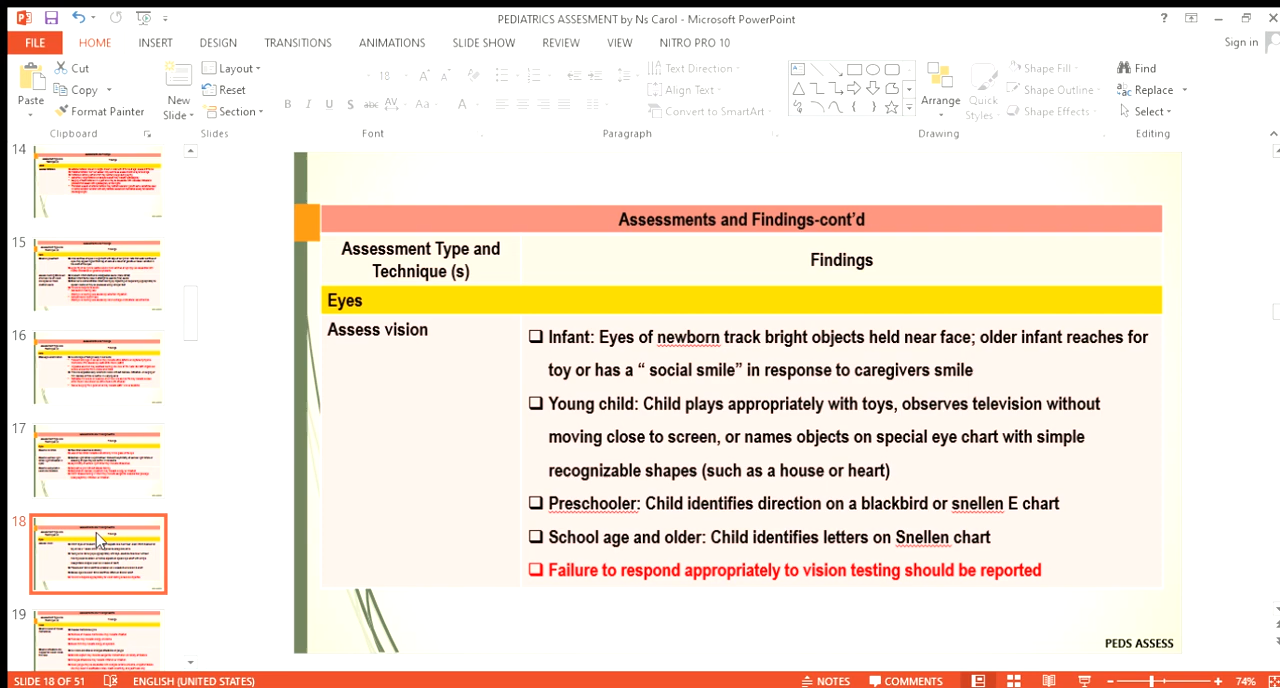 PEDIATRICS ASSESMENT by Ns Carol - Microsoft PowerPoint
FILE HOME INSERT DESIGN TRANSITIONS ANIMATIONS SLIDE SHOW REVIEW VIEW NITRO PRO 10 Sign in
Paste
Cut
Copy
Format Painter
Clipboard
New Slide
Layout
Reset
Section
Slides
18
Font
Text Direction
Align Text
Convert to SmartArt
Paragraph
Arrange
Quick Styles
Shape Fill
Shape Outline
Shape Effects
Drawing
Find
Replace
Select
Editing
14
15
16
17
18
19
Assessments and Findings-cont’d
Assessment Type and
Technique (s)
Findings
Eyes
Assess vision
Infant: Eyes of newborn track bright objects held near face; older infant reaches for
toy or has a “ social smile” in response to caregivers smile
Young child: Child plays appropriately with toys, observes television without
moving close to screen, or names objects on special eye chart with simple
recognizable shapes (such as a house or heart)
Preschooler: Child identifies direction on a blackbird or snellen E chart
School age and older: Child identifies letters on Snellen chart
Failure to respond appropriately to vision testing should be reported
PEDS ASSESS
SLIDE 18 OF 51 ENGLISH (UNITED STATES) NOTES COMMENTS 74%